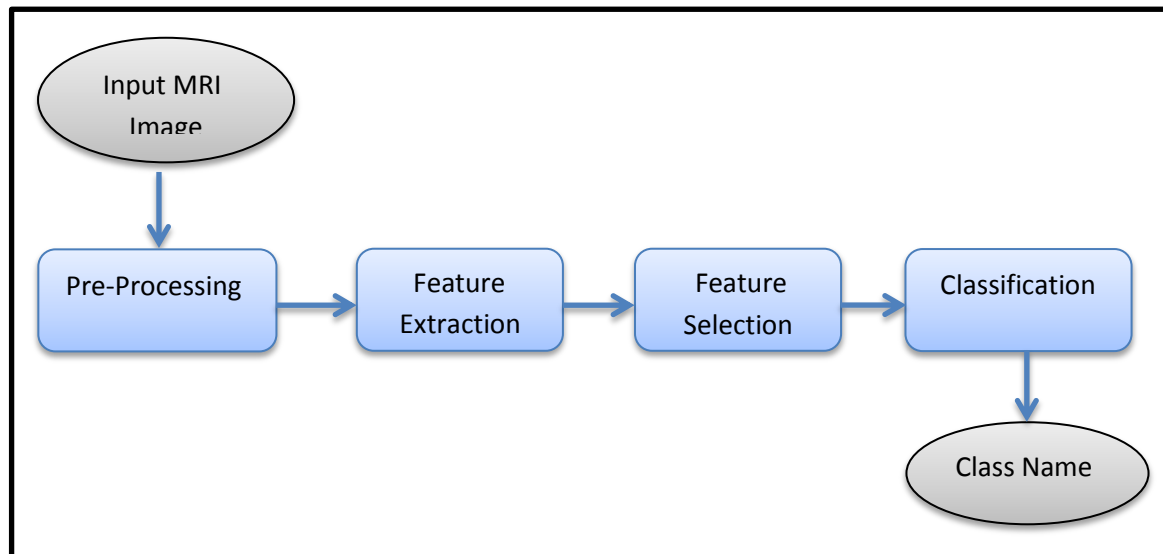 Input MRI
Image
Pre-Processing
Feature
Extraction
Feature
Selection
Classification
Class Name